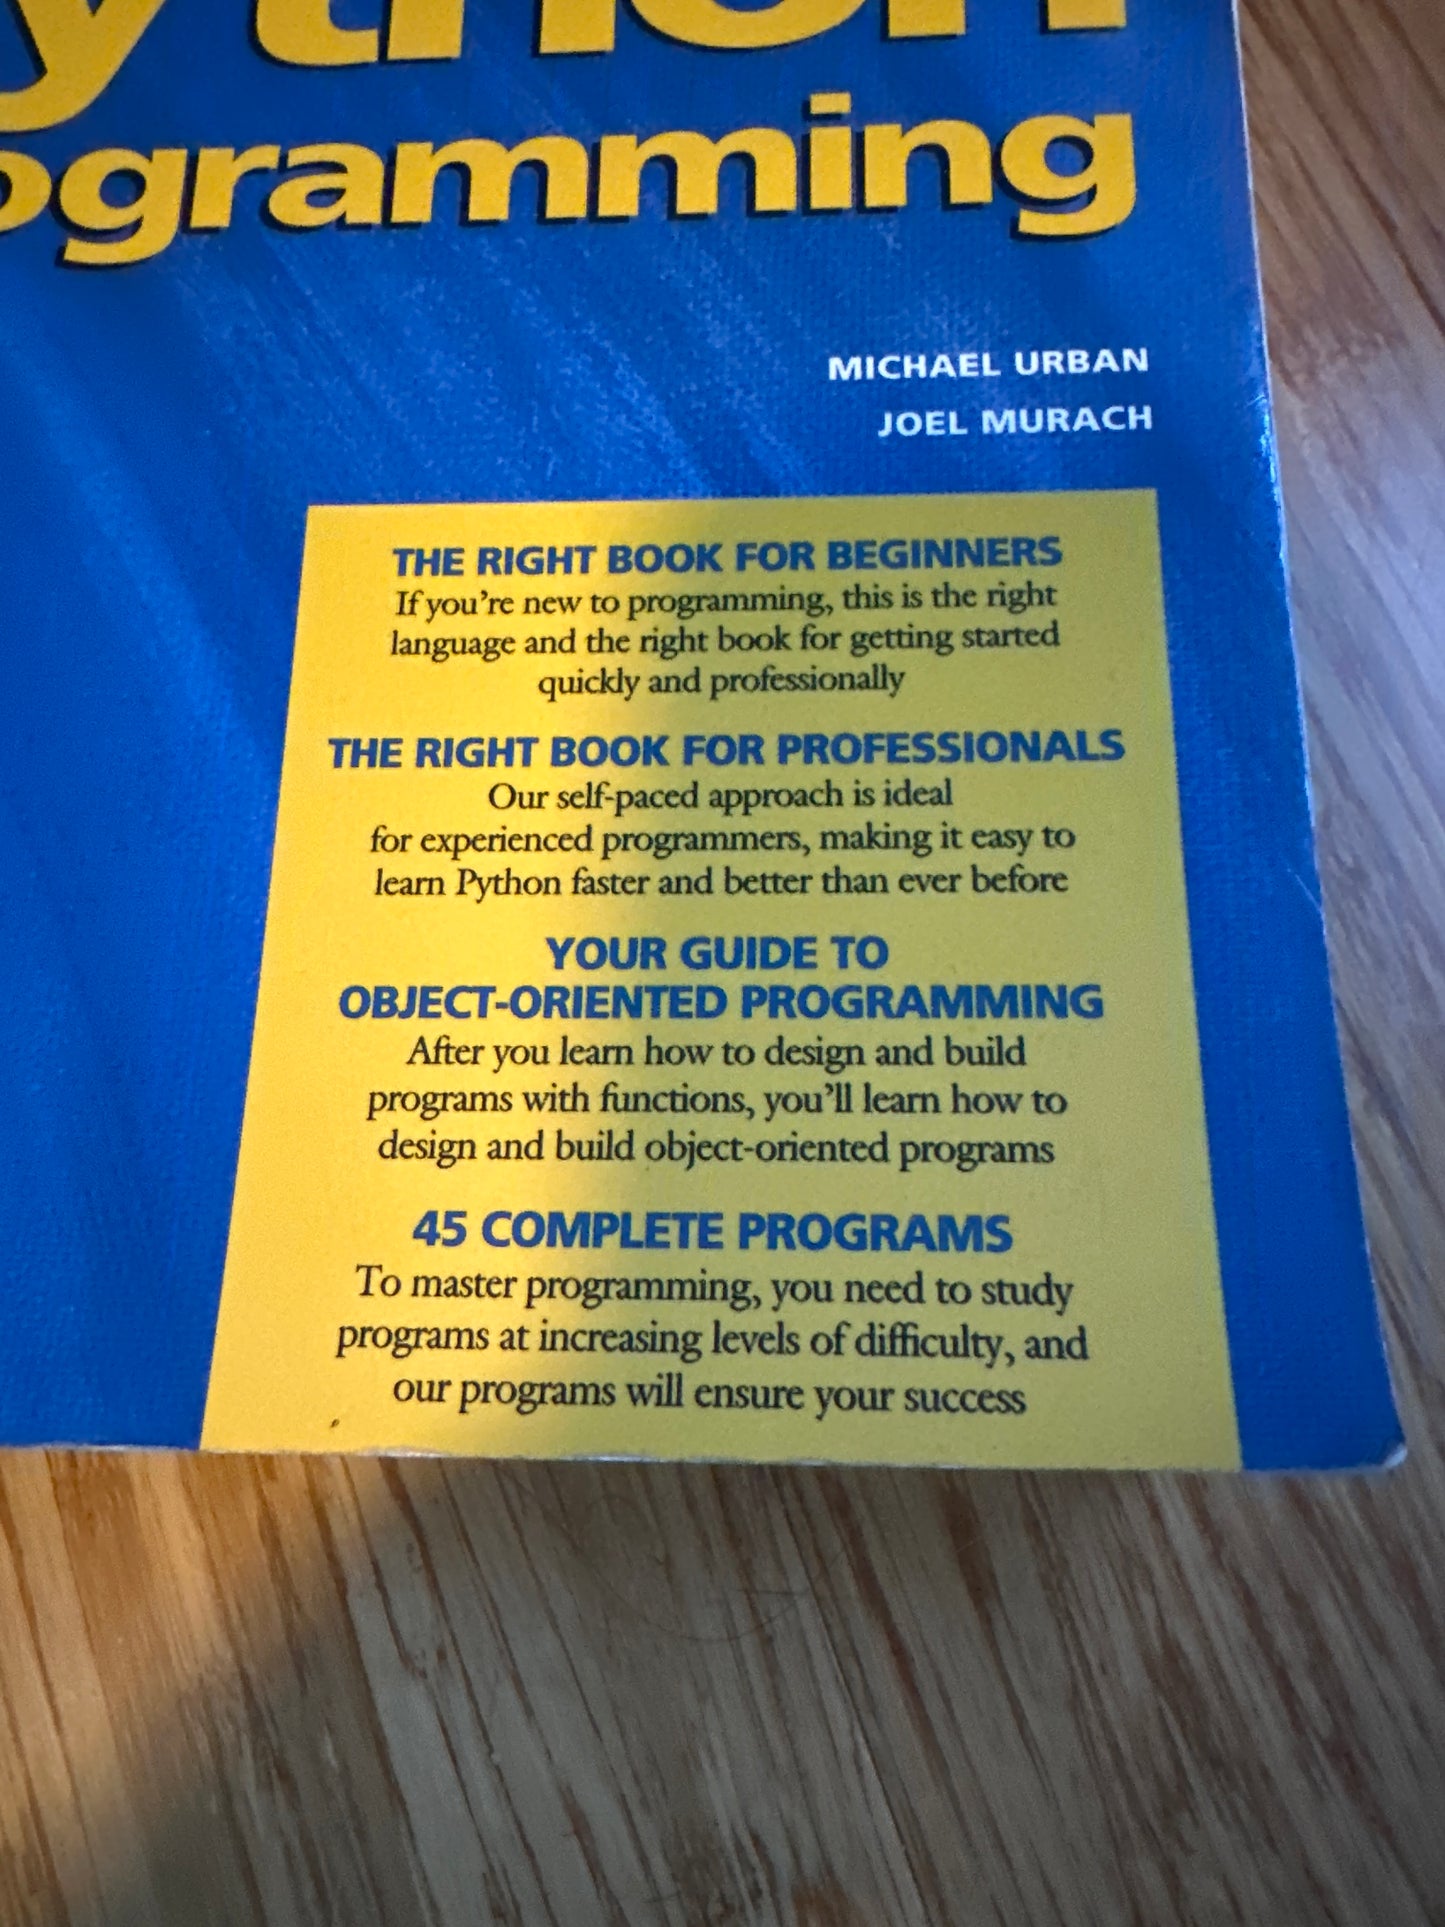 ython
ogramming
MICHAEL URBAN
JOEL MURACH
THE RIGHT BOOK FOR BEGINNERS
If you're new to programming, this is the right
language and the right book for getting started
quickly and professionally
THE RIGHT BOOK FOR PROFESSIONALS
Our self-paced approach is ideal
for experienced programmers, making it easy to
learn Python faster and better than ever before
YOUR GUIDE TO
OBJECT-ORIENTED PROGRAMMING
After you learn how to design and build
programs with functions, you'll learn how to
design and build object-oriented programs
45 COMPLETE PROGRAMS
To master programming, you need to study
programs at increasing levels of difficulty, and
our programs will ensure your success